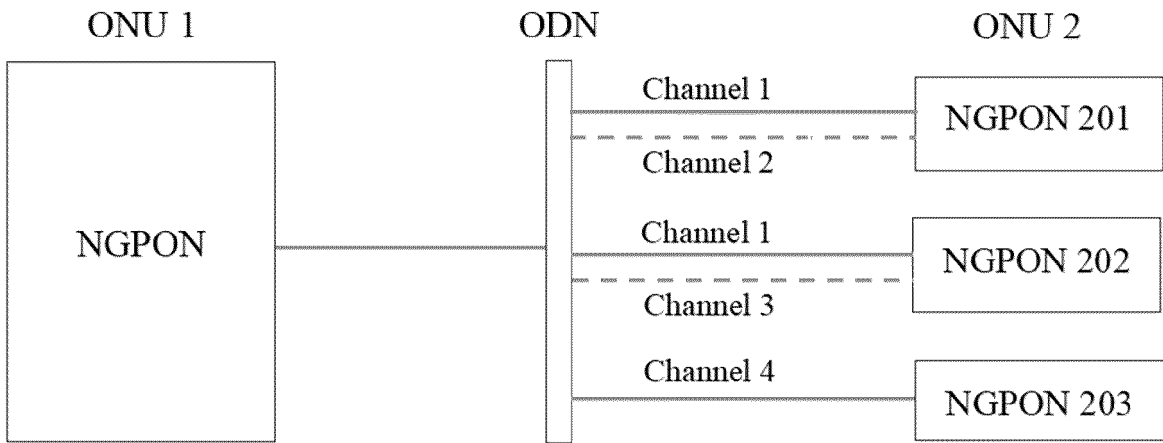 ONU 1
ODN
ONU 2
Channel 1
NGPON 201
Channel 2
NGPON
Channel 1
NGPON 202
Channel 3
Channel 4
NGPON 203